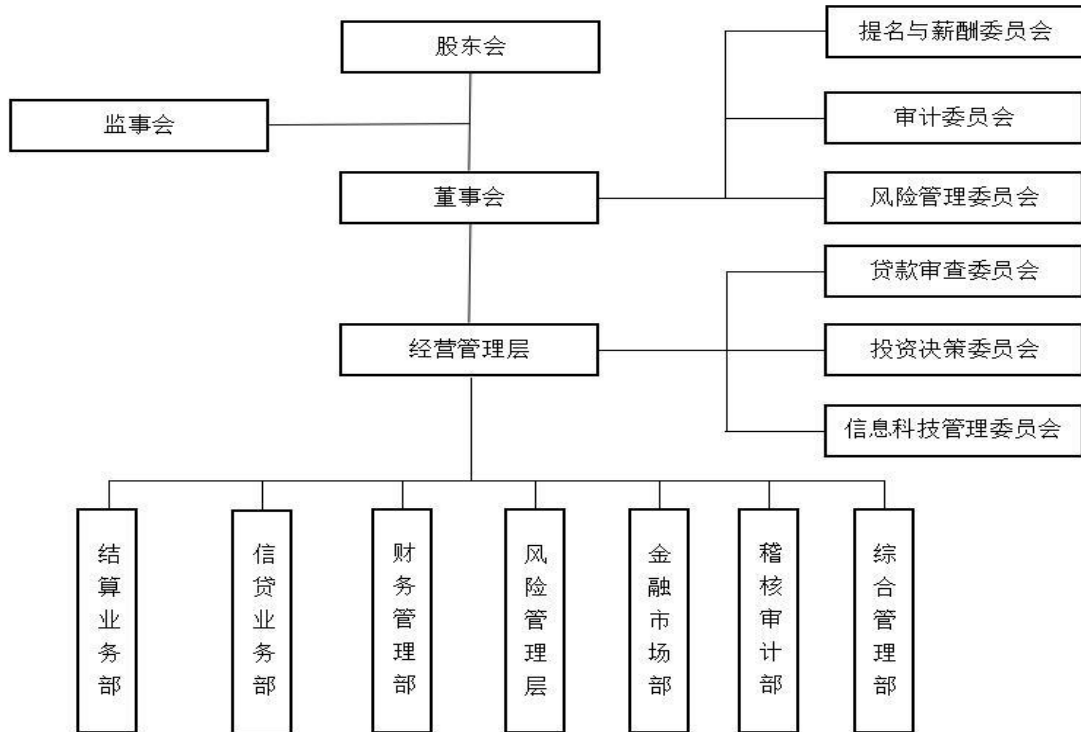 股东会
提名与薪酬委员会
监事会
审计委员会
董事会
风险管理委员会
贷款审查委员会
经营管理层
投资决策委员会
信息科技管理委员会
结算业务部
信贷业务部
财务管理部
风险管理层
金融市场部
稽核审计部
综合管理部